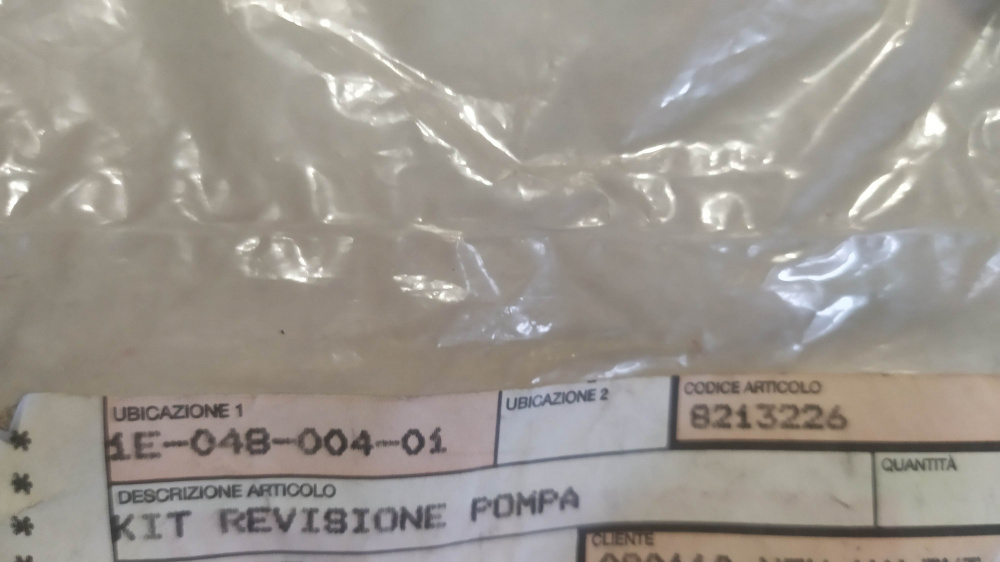 UBICAZIONE 1
1E-048-004-01
UBICAZIONE 2
CODICE ARTICOLO
8213226
DESCRIZIONE ARTICOLO
KIT REVISIONE POMPA
QUANTITÀ
CLIENTE